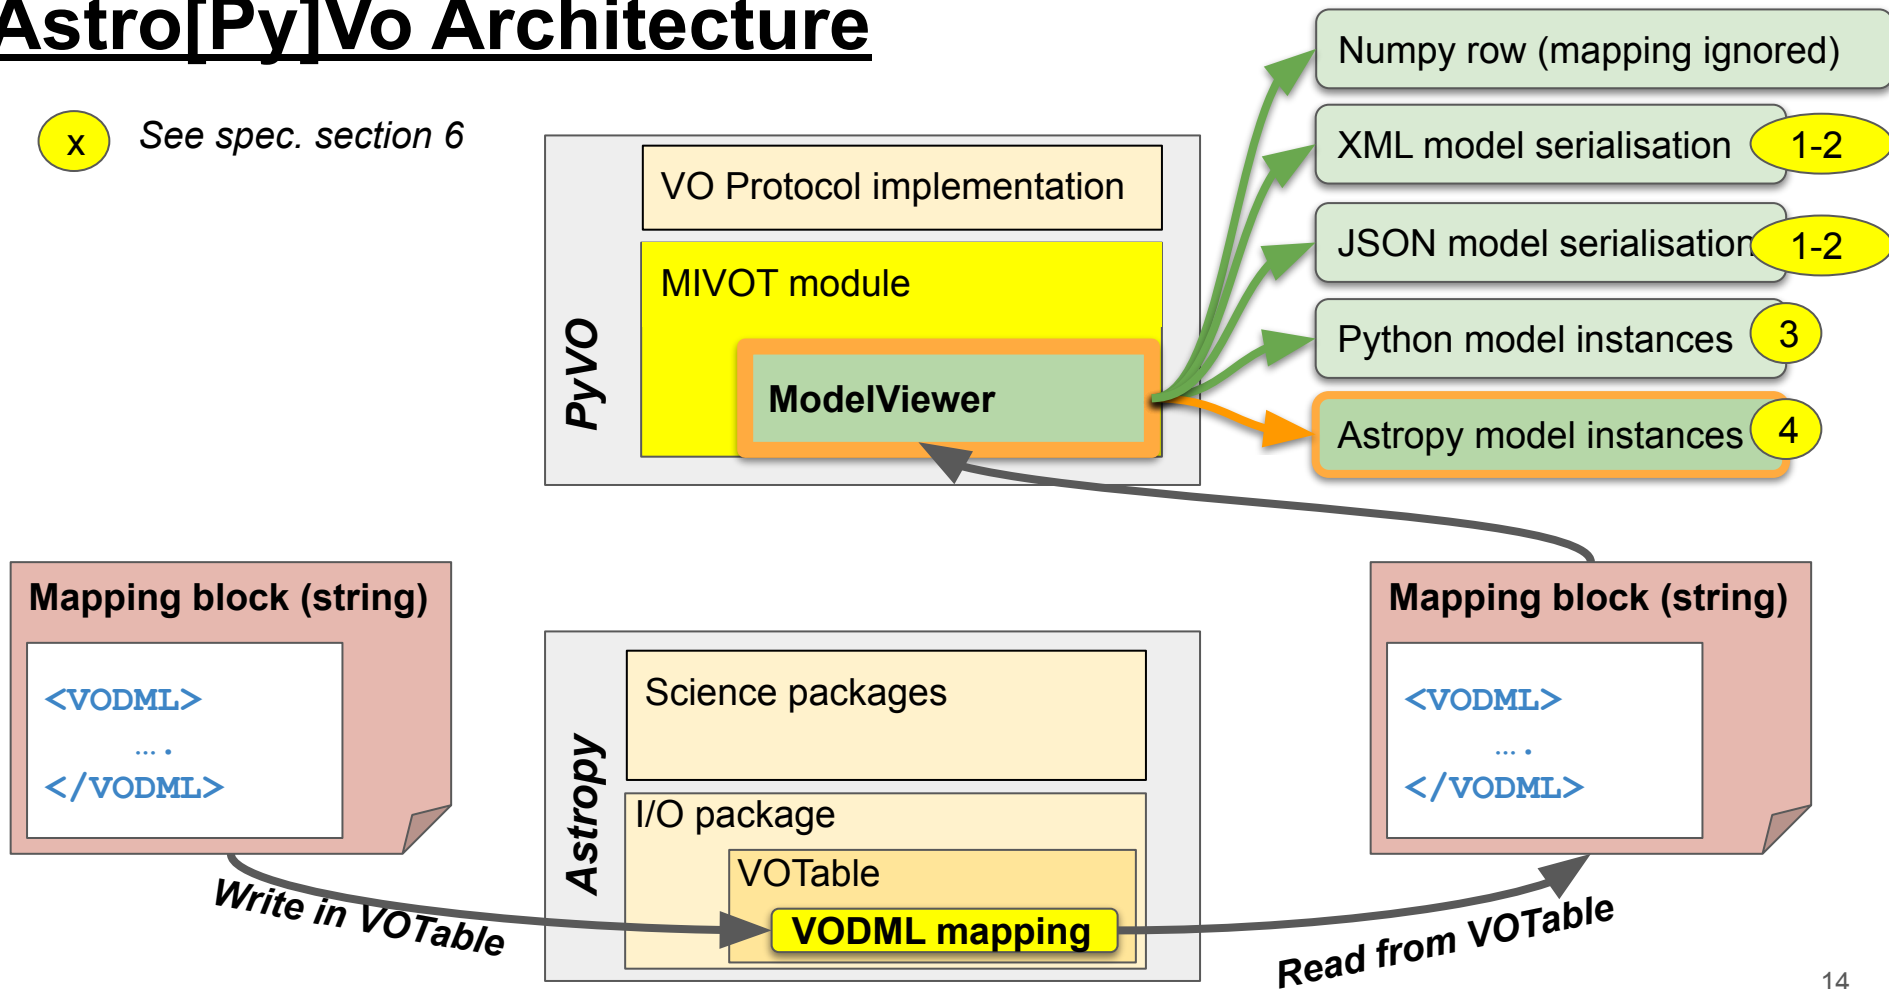 Astro[Py]Vo Architecture
x
See spec. section 6
PyVO
VO Protocol implementation
MIVOT module
ModelViewer
Numpy row (mapping ignored)
XML model serialisation
1-2
JSON model serialisation
1-2
Python model instances
3
Astropy model instances
4
Mapping block (string)
<VODML>
….
</VODML>
Write in VOTable
Astropy
Science packages
I/O package
VOTable
VODML mapping
Mapping block (string)
<VODML>
….
</VODML>
Read from VOTable
14